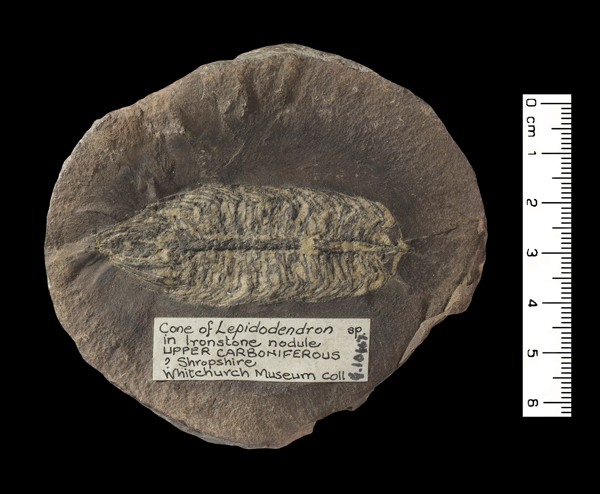 Cone of Lepidodendron sp.
in Ironstone nodule
UPPER CARBONIFEROUS
? Shropshire
Whitchurch Museum Coll
0 cm 1 2 3 4 5 6